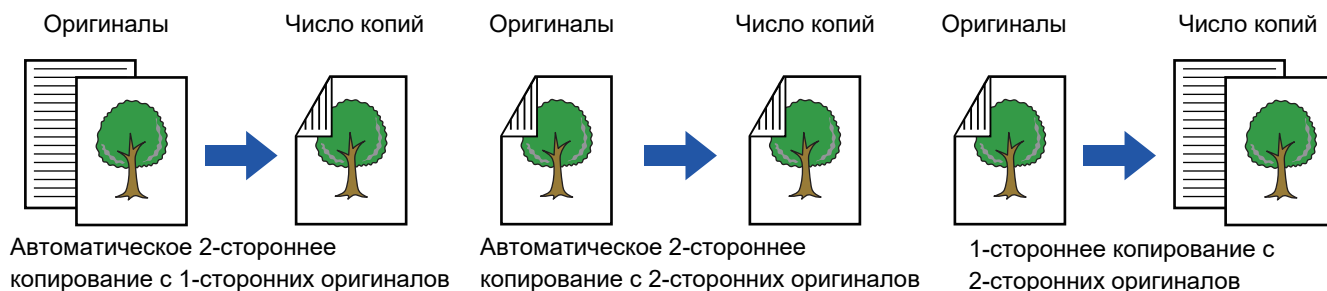 Оригиналы
Число копий
Оригиналы
Число копий
Оригиналы
Число копий
Автоматическое 2-стороннее
копирование с 1-сторонних оригиналов
Автоматическое 2-стороннее
копирование с 2-сторонних оригиналов
1-стороннее копирование с
2-сторонних оригиналов